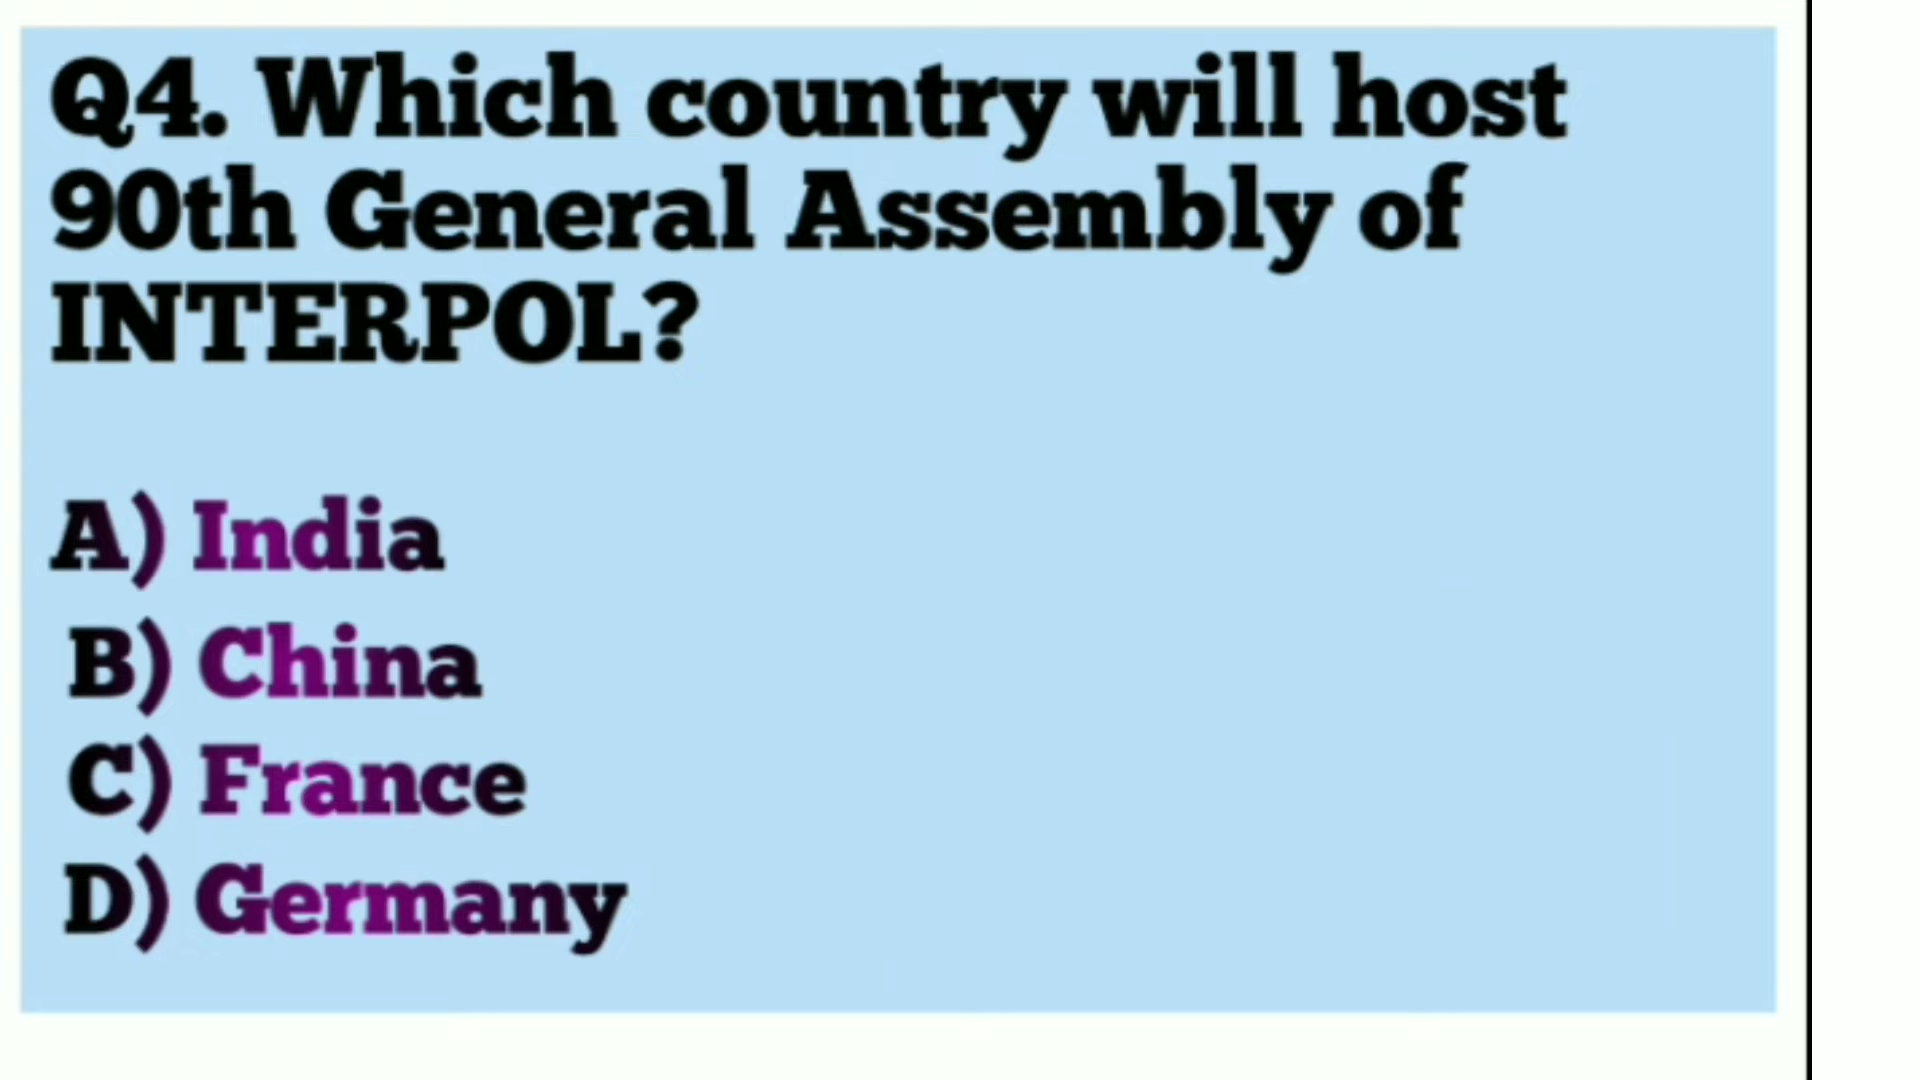 Q4. Which country will host
90th General Assembly of
INTERPOL?
A) India
B) China
C) France
D) Germany